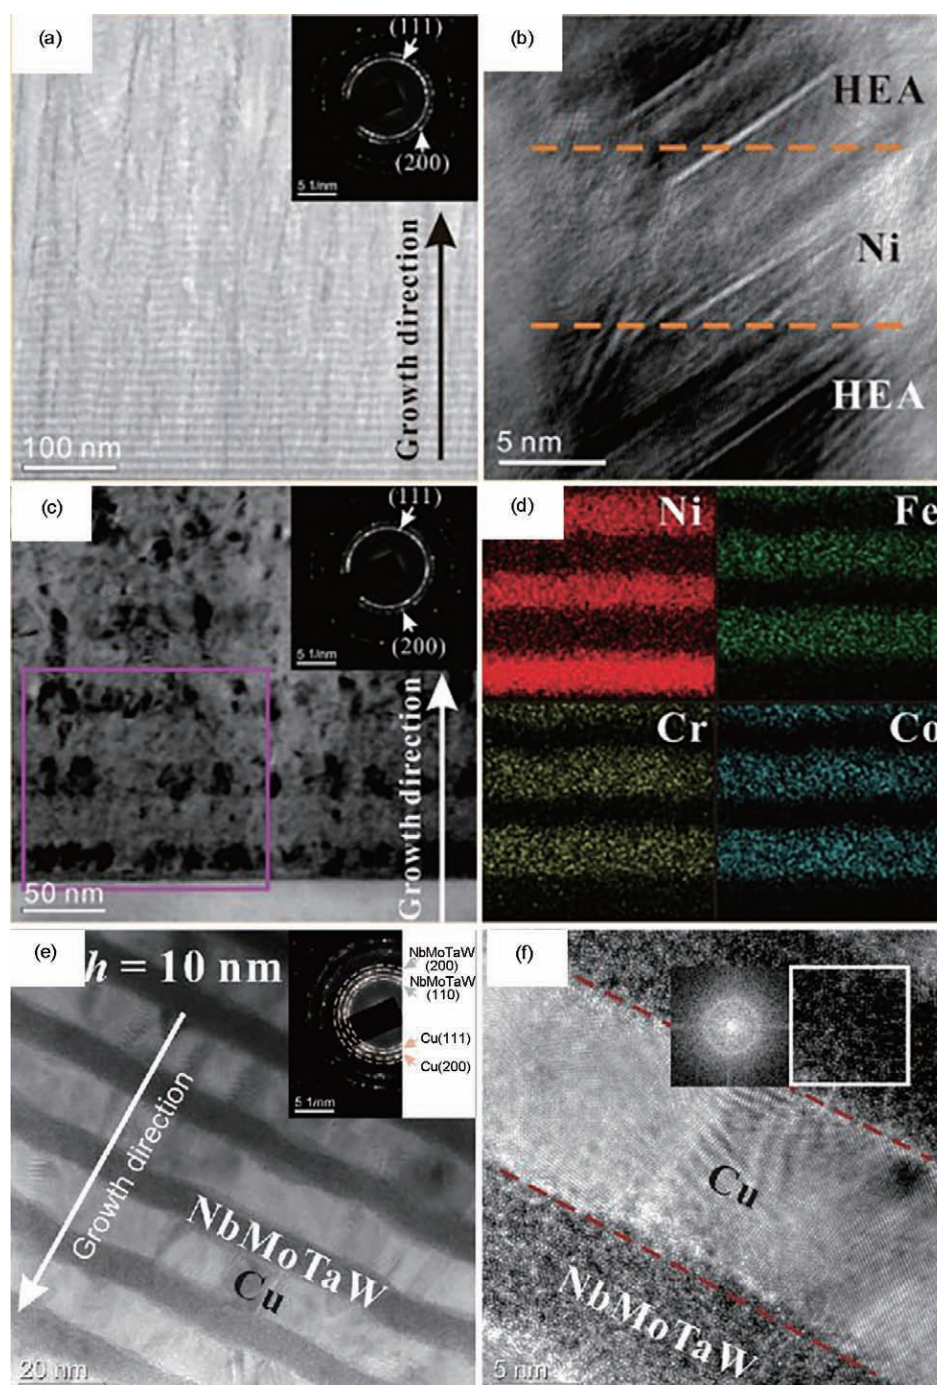 (a)
(111)
(200)
5 1/nm
Growth direction
100 nm
(b)
HEA
Ni
HEA
5 nm
(c)
(111)
(200)
5 1/nm
Growth direction
50 nm
(d)
Ni
Fe
Cr
Co
(e)
h = 10 nm
NbMoTaW
(200)
NbMoTaW
(110)
Cu(111)
Cu(200)
5 1/nm
Growth direction
NbMoTaW
Cu
20 nm
(f)
Cu
NbMoTaW
5 nm